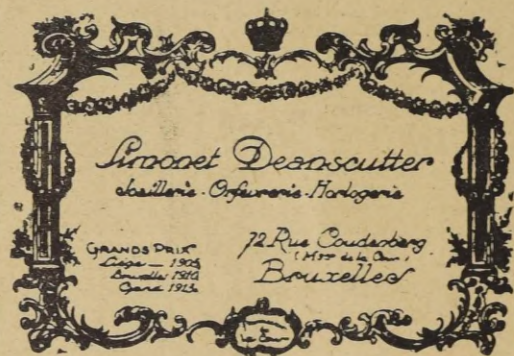 Simonet Deanscutter
Joaillerie - Orfèvrerie - Horlogerie
GRANDS PRIX
Liège — 1905
Bruxelles 1910
Gand 1913
72 Rue Coudenberg
(Mgne de la Cour)
Bruxelles